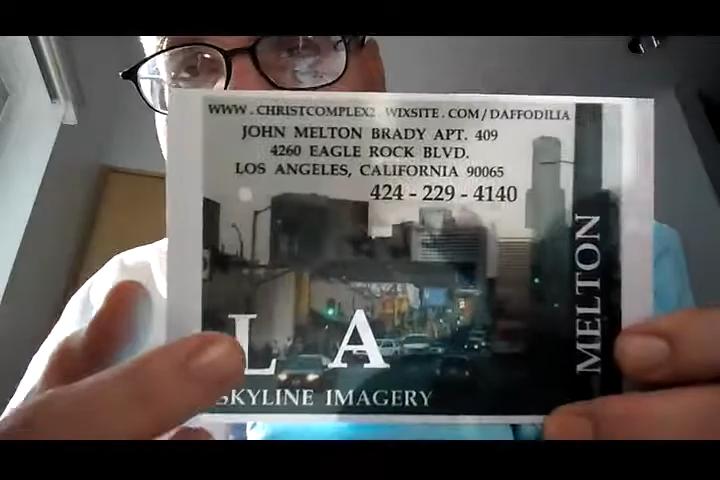 WWW.CHRISTCOMPLEX2.WIXSITE.COM/DAFFODILIA
JOHN MELTON BRADY APT. 409
4260 EAGLE ROCK BLVD.
LOS ANGELES, CALIFORNIA 90065
424-229-4140
MELTON
LA
SKYLINE IMAGERY